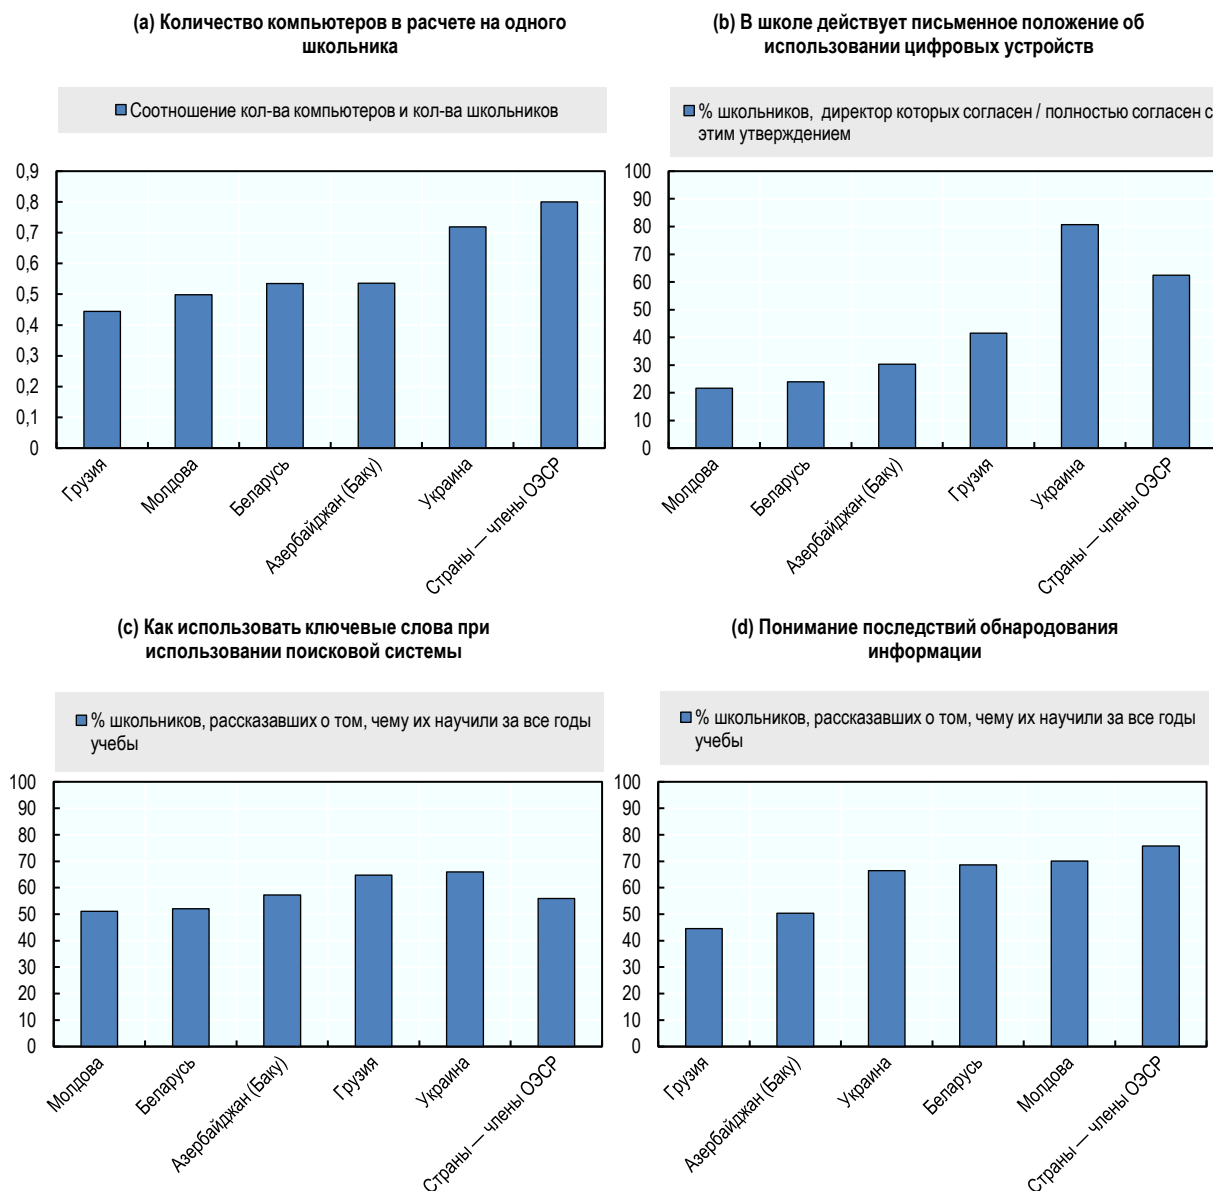 (a) Количество компьютеров в расчете на одного
школьника
Соотношение кол-ва компьютеров и кол-ва школьников
0,9
0,8
0,7
0,6
0,5
0,4
0,3
0,2
0,1
0
Грузия
Молдова
Беларусь
Азербайджан (Баку)
Украина
Страны — члены ОЭСР
(b) В школе действует письменное положение об
использовании цифровых устройств
% школьников, директор которых согласен / полностью согласен с
этим утверждением
100
90
80
70
60
50
40
30
20
10
0
Молдова
Беларусь
Азербайджан (Баку)
Грузия
Украина
Страны — члены ОЭСР
(c) Как использовать ключевые слова при
использовании поисковой системы
% школьников, рассказавших о том, чему их научили за все годы
учебы
100
90
80
70
60
50
40
30
20
10
0
Молдова
Беларусь
Азербайджан (Баку)
Грузия
Украина
Страны — члены ОЭСР
(d) Понимание последствий обнародования
информации
% школьников, рассказавших о том, чему их научили за все годы
учебы
100
90
80
70
60
50
40
30
20
10
0
Грузия
Азербайджан (Баку)
Украина
Беларусь
Молдова
Страны — члены ОЭСР